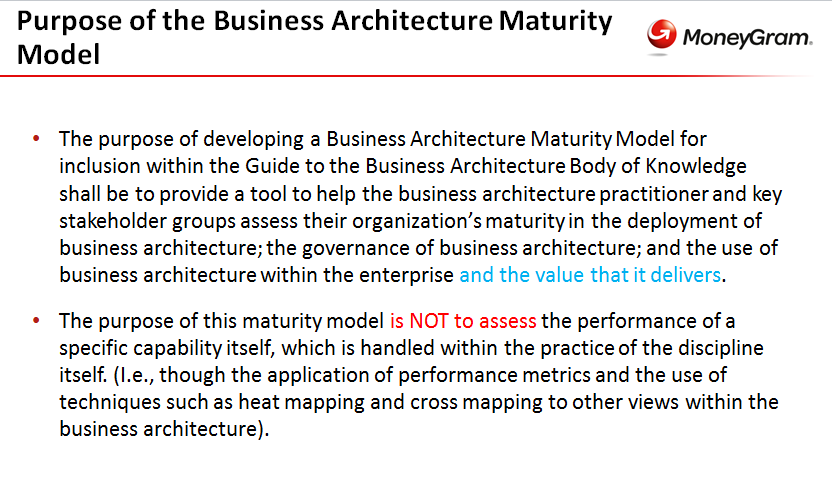 Purpose of the Business Architecture Maturity
Model
MoneyGram.
• The purpose of developing a Business Architecture Maturity Model for
inclusion within the Guide to the Business Architecture Body of Knowledge
shall be to provide a tool to help the business architecture practitioner and key
stakeholder groups assess their organization's maturity in the deployment of
business architecture; the governance of business architecture; and the use of
business architecture within the enterprise and the value that it delivers.
• The purpose of this maturity model is NOT to assess the performance of a
specific capability itself, which is handled within the practice of the discipline
itself. (I.e., though the application of performance metrics and the use of
techniques such as heat mapping and cross mapping to other views within the
business architecture).